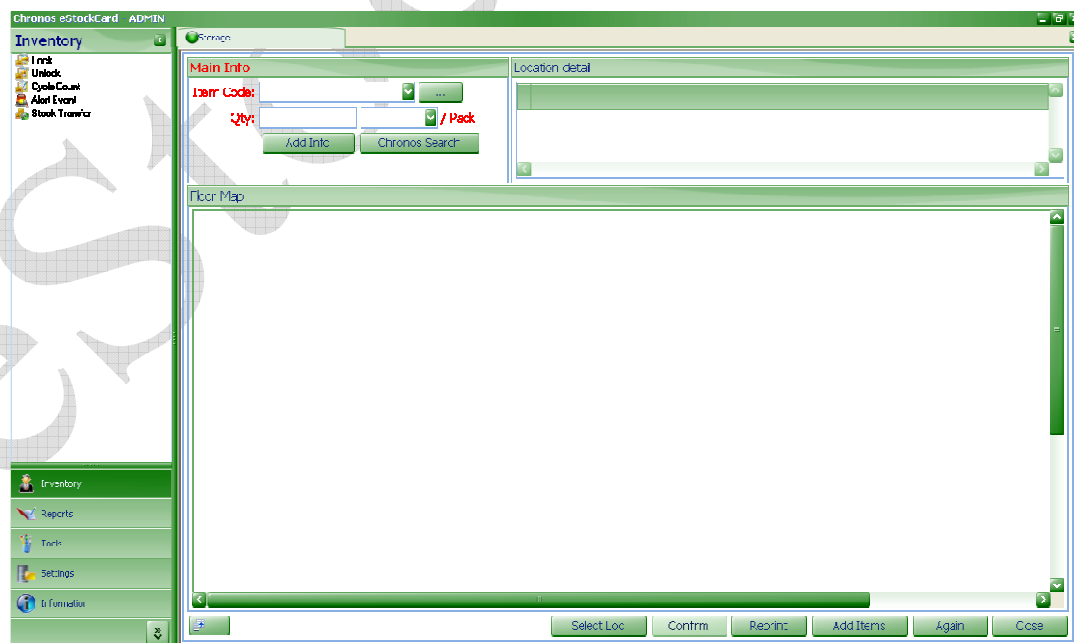 Chronos eStockCard - ADMIN
Inventory
Lock
Unlock
Cycle Count
Alert Event
Stock Transfer
Storage
Main Info
Item Code:
...
Qty:
/ Pack
Add Info
Chronos Search
Location detail
Floor Map
Inventory
Reports
Tools
Settings
Information
Select Loc
Confirm
Reprint
Add Items
Again
Close